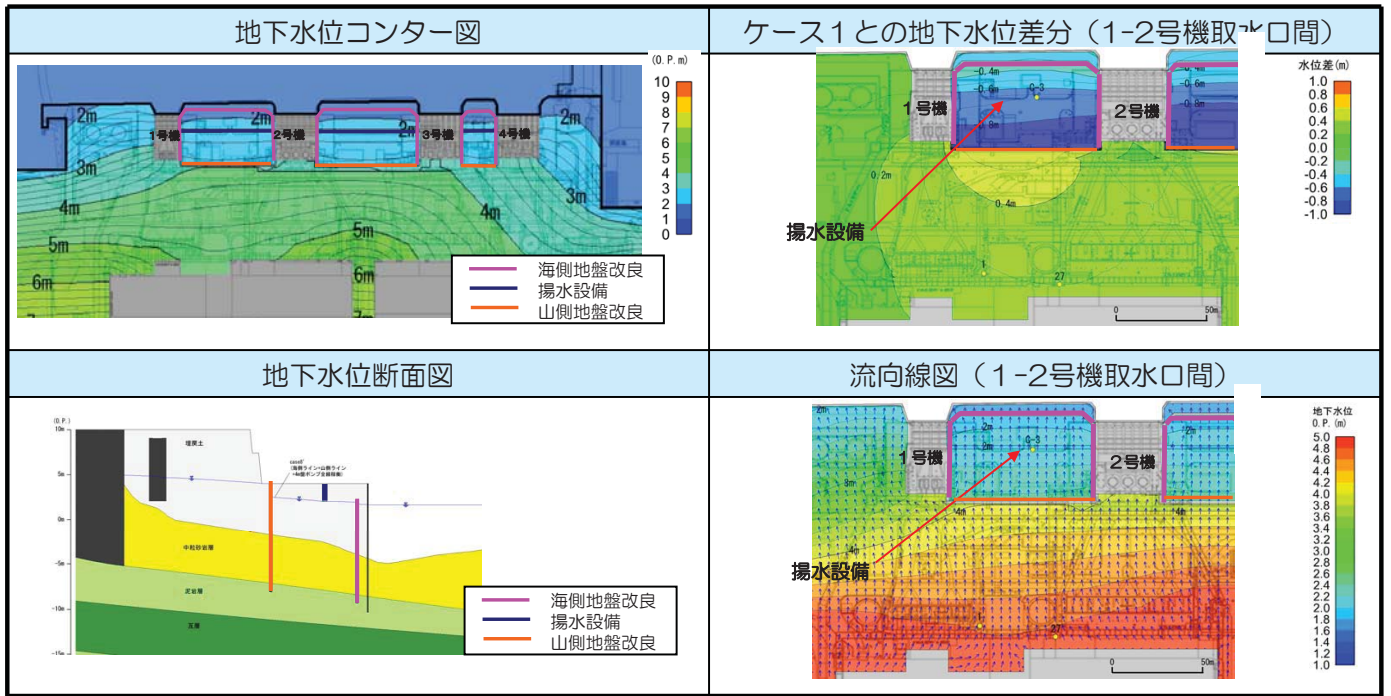 地下水位コンター図
(O.P.m)
10
9
8
7
6
5
4
3
2
1
0
2m
2m
2m
2m
1号機
2号機
3号機
4号機
3m
3m
4m
4m
5m
5m
6m
6m
海側地盤改良
揚水設備
山側地盤改良
ケース1との地下水位差分（1-2号機取水口間）
水位差(m)
1.0
0.8
0.6
0.4
0.2
0.0
-0.2
-0.4
-0.6
-0.8
-1.0
-0.4m
-0.4m
-0.6m
-0.6m
-0.8m
C-3
1号機
2号機
0.2m
0.4m
揚水設備
1
27
0 50m
地下水位断面図
(O.P.)
10m
5m
0m
-5m
-10m
-15m
埋戻土
中粒砂岩層
泥岩層
海側地盤改良
揚水設備
山側地盤改良
流向線図（1-2号機取水口間）
地下水位
O.P.(m)
5.0
4.8
4.6
4.4
4.2
4.0
3.8
3.6
3.4
3.2
3.0
2.8
2.6
2.4
2.2
2.0
1.8
1.6
1.4
1.2
1.0
2m
2m
2m
2m
C-3
1号機
2号機
3m
4m
4m
4m
揚水設備
1
27
0 50m